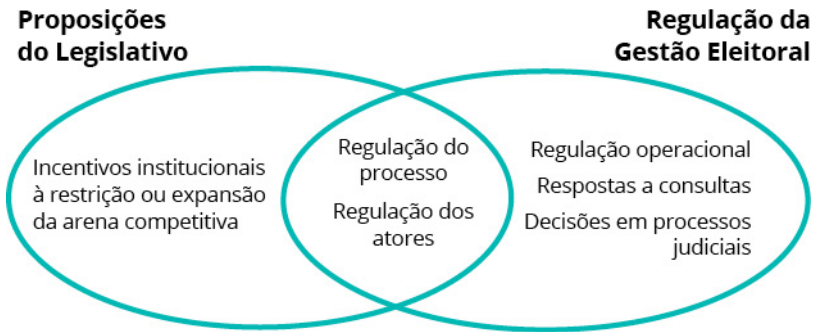 Proposições
do Legislativo
Regulação da
Gestão Eleitoral
Incentivos institucionais
à restrição ou expansão
da arena competitiva
Regulação do
processo
Regulação dos
atores
Regulação operacional
Respostas a consultas
Decisões em processos
judiciais